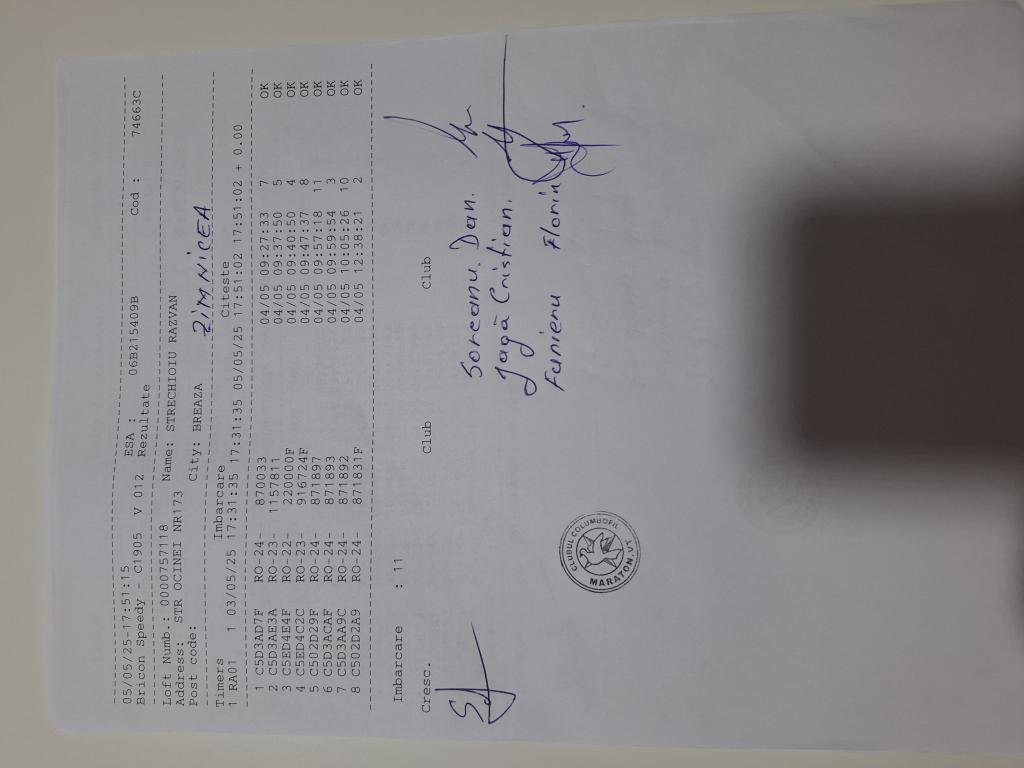 05/05/25-17:51:15 ESA : 06B215409B Cod : 74663C
Bricon Speedy - C1905 V 012 Rezultate
Loft Numb.: 0000757118 Name: STRECHIOIU RAZVAN
Address: STR OCINEI NR173
Post code: City: BREAZA ZIMNICEA
Timers Imbarcare Citeste
1 RA01 1 03/05/25 17:31:35 17:31:35 05/05/25 17:51:02 17:51:02 + 0.00
1 C5D3AD7F RO-24- 870033 04/05 09:27:33 7 OK
2 C5D3AE3A RO-23- 1157811 04/05 09:37:50 5 OK
3 C5ED4E4F RO-22- 220000F 04/05 09:40:50 4 OK
4 C5ED4C2C RO-23- 916724F 04/05 09:47:37 8 OK
5 C502D29F RO-24- 871897 04/05 09:57:18 11 OK
6 C5D3ACAF RO-24- 871893 04/05 09:59:54 3 OK
7 C5D3AA9C RO-24- 871892 04/05 10:05:26 10 OK
8 C502D2A9 RO-24- 871831F 04/05 12:38:21 2 OK
Imbarcare : 11
Cresc. Club Club
Sorceanu. Dan.
Jagă Cristian.
Funieru Florin
CLUBUL COLUMBOFIL
MARATON.V.T.